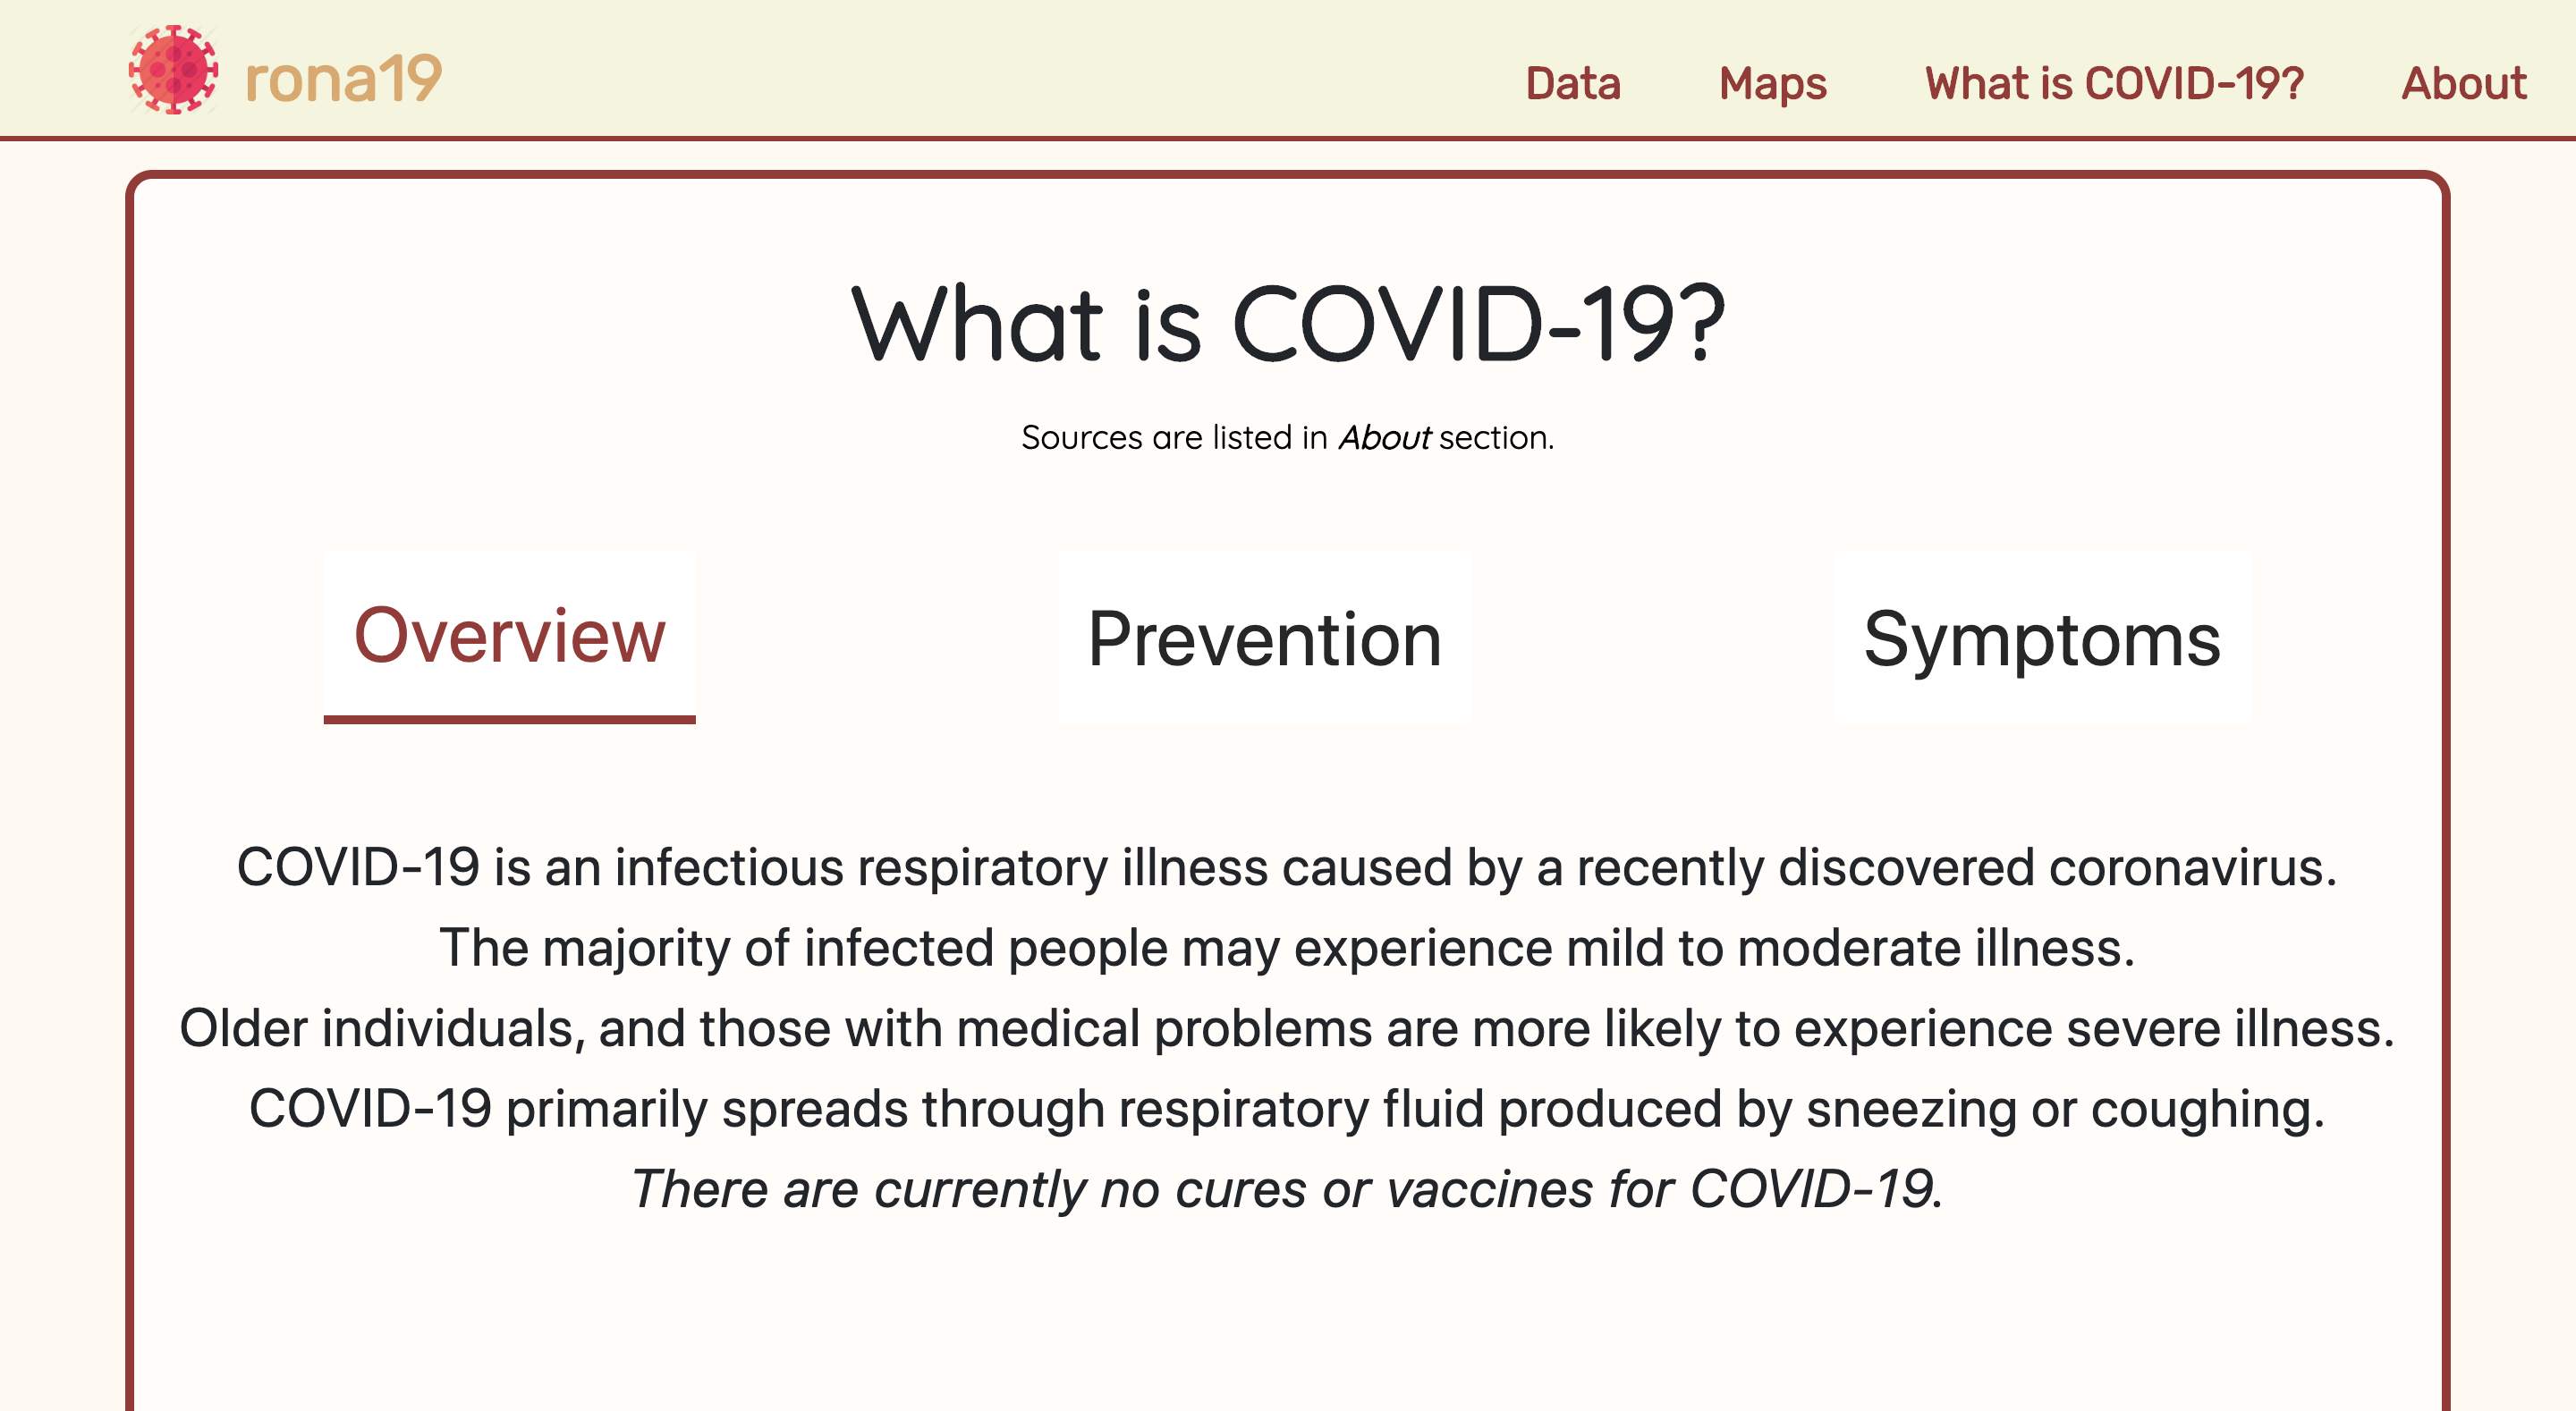 rona19
Data Maps What is COVID-19? About
What is COVID-19?
Sources are listed in About section.
Overview Prevention Symptoms
COVID-19 is an infectious respiratory illness caused by a recently discovered coronavirus.
The majority of infected people may experience mild to moderate illness.
Older individuals, and those with medical problems are more likely to experience severe illness.
COVID-19 primarily spreads through respiratory fluid produced by sneezing or coughing.
There are currently no cures or vaccines for COVID-19.